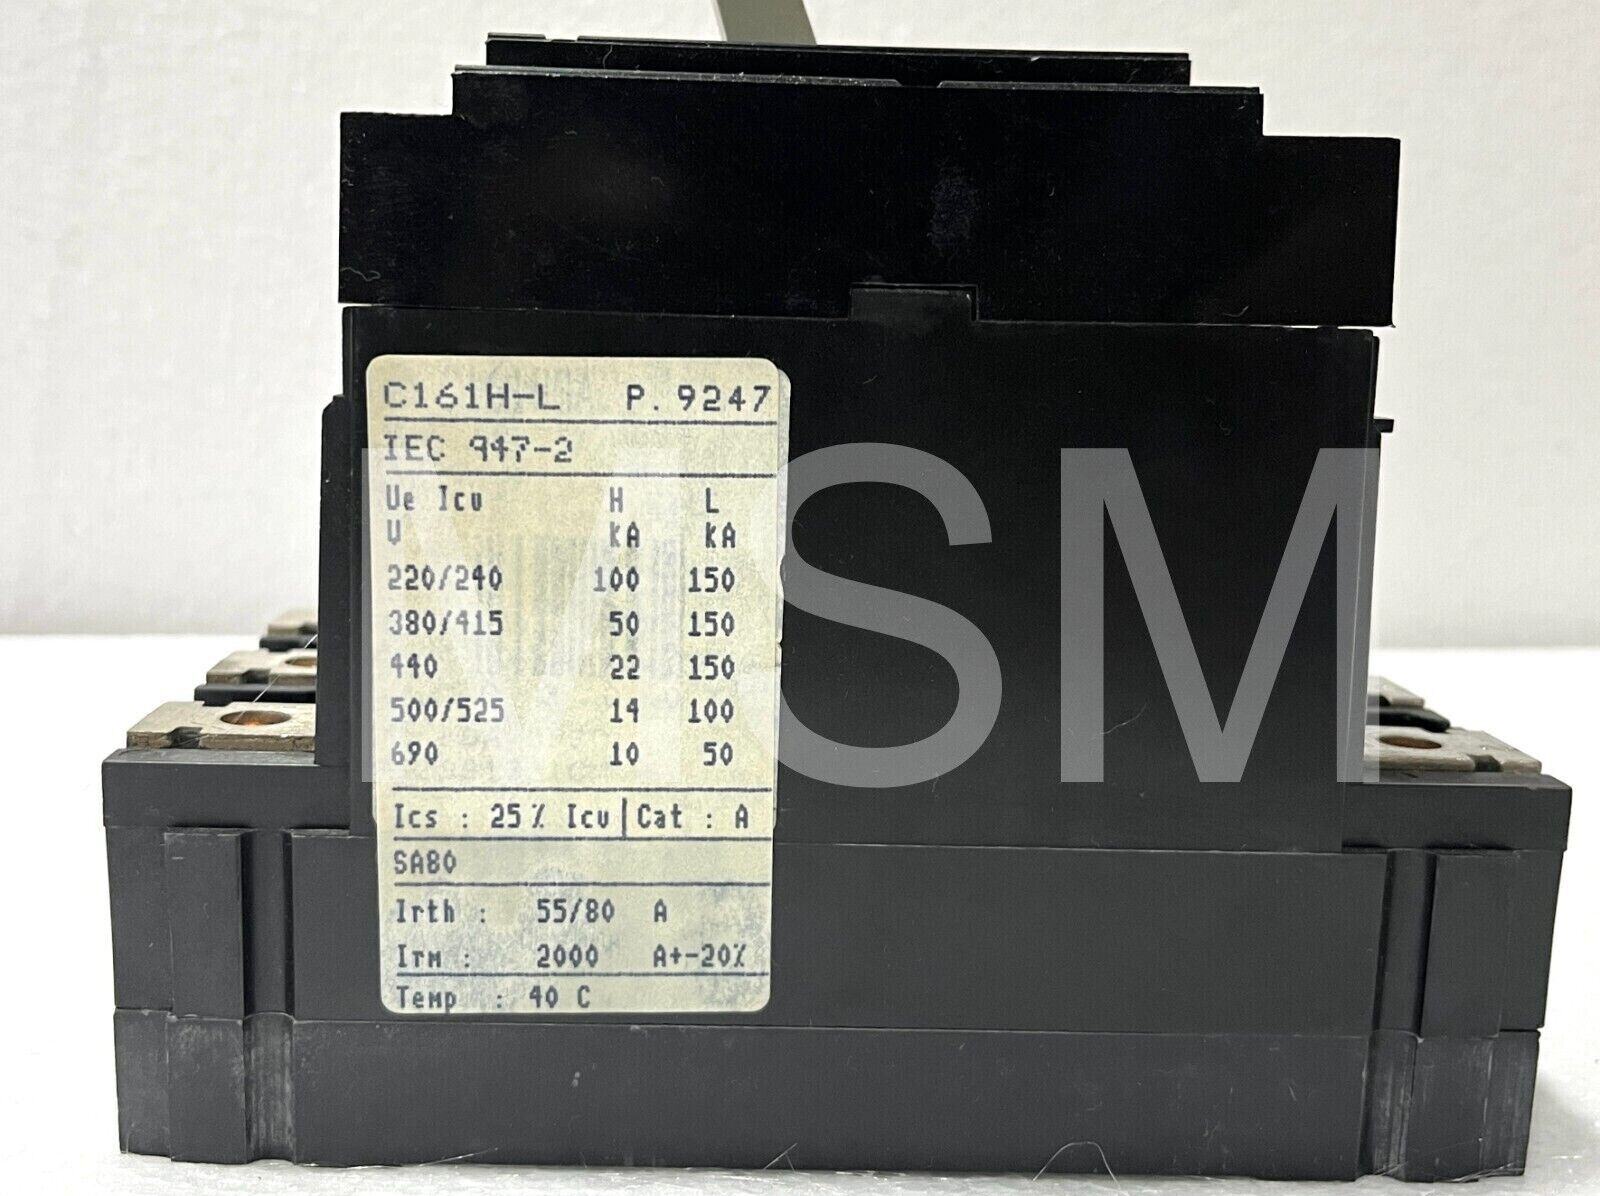 C161H-L P. 9247
IEC 947-2
Ue Icu H L
V kA kA
220/240 100 150
380/415 50 150
440 22 150
500/525 14 100
690 10 50
Ics : 25% Icu | Cat : A
SA80
Irth : 55/80 A
Irm : 2000 A+-20%
Temp : 40 C
MSM